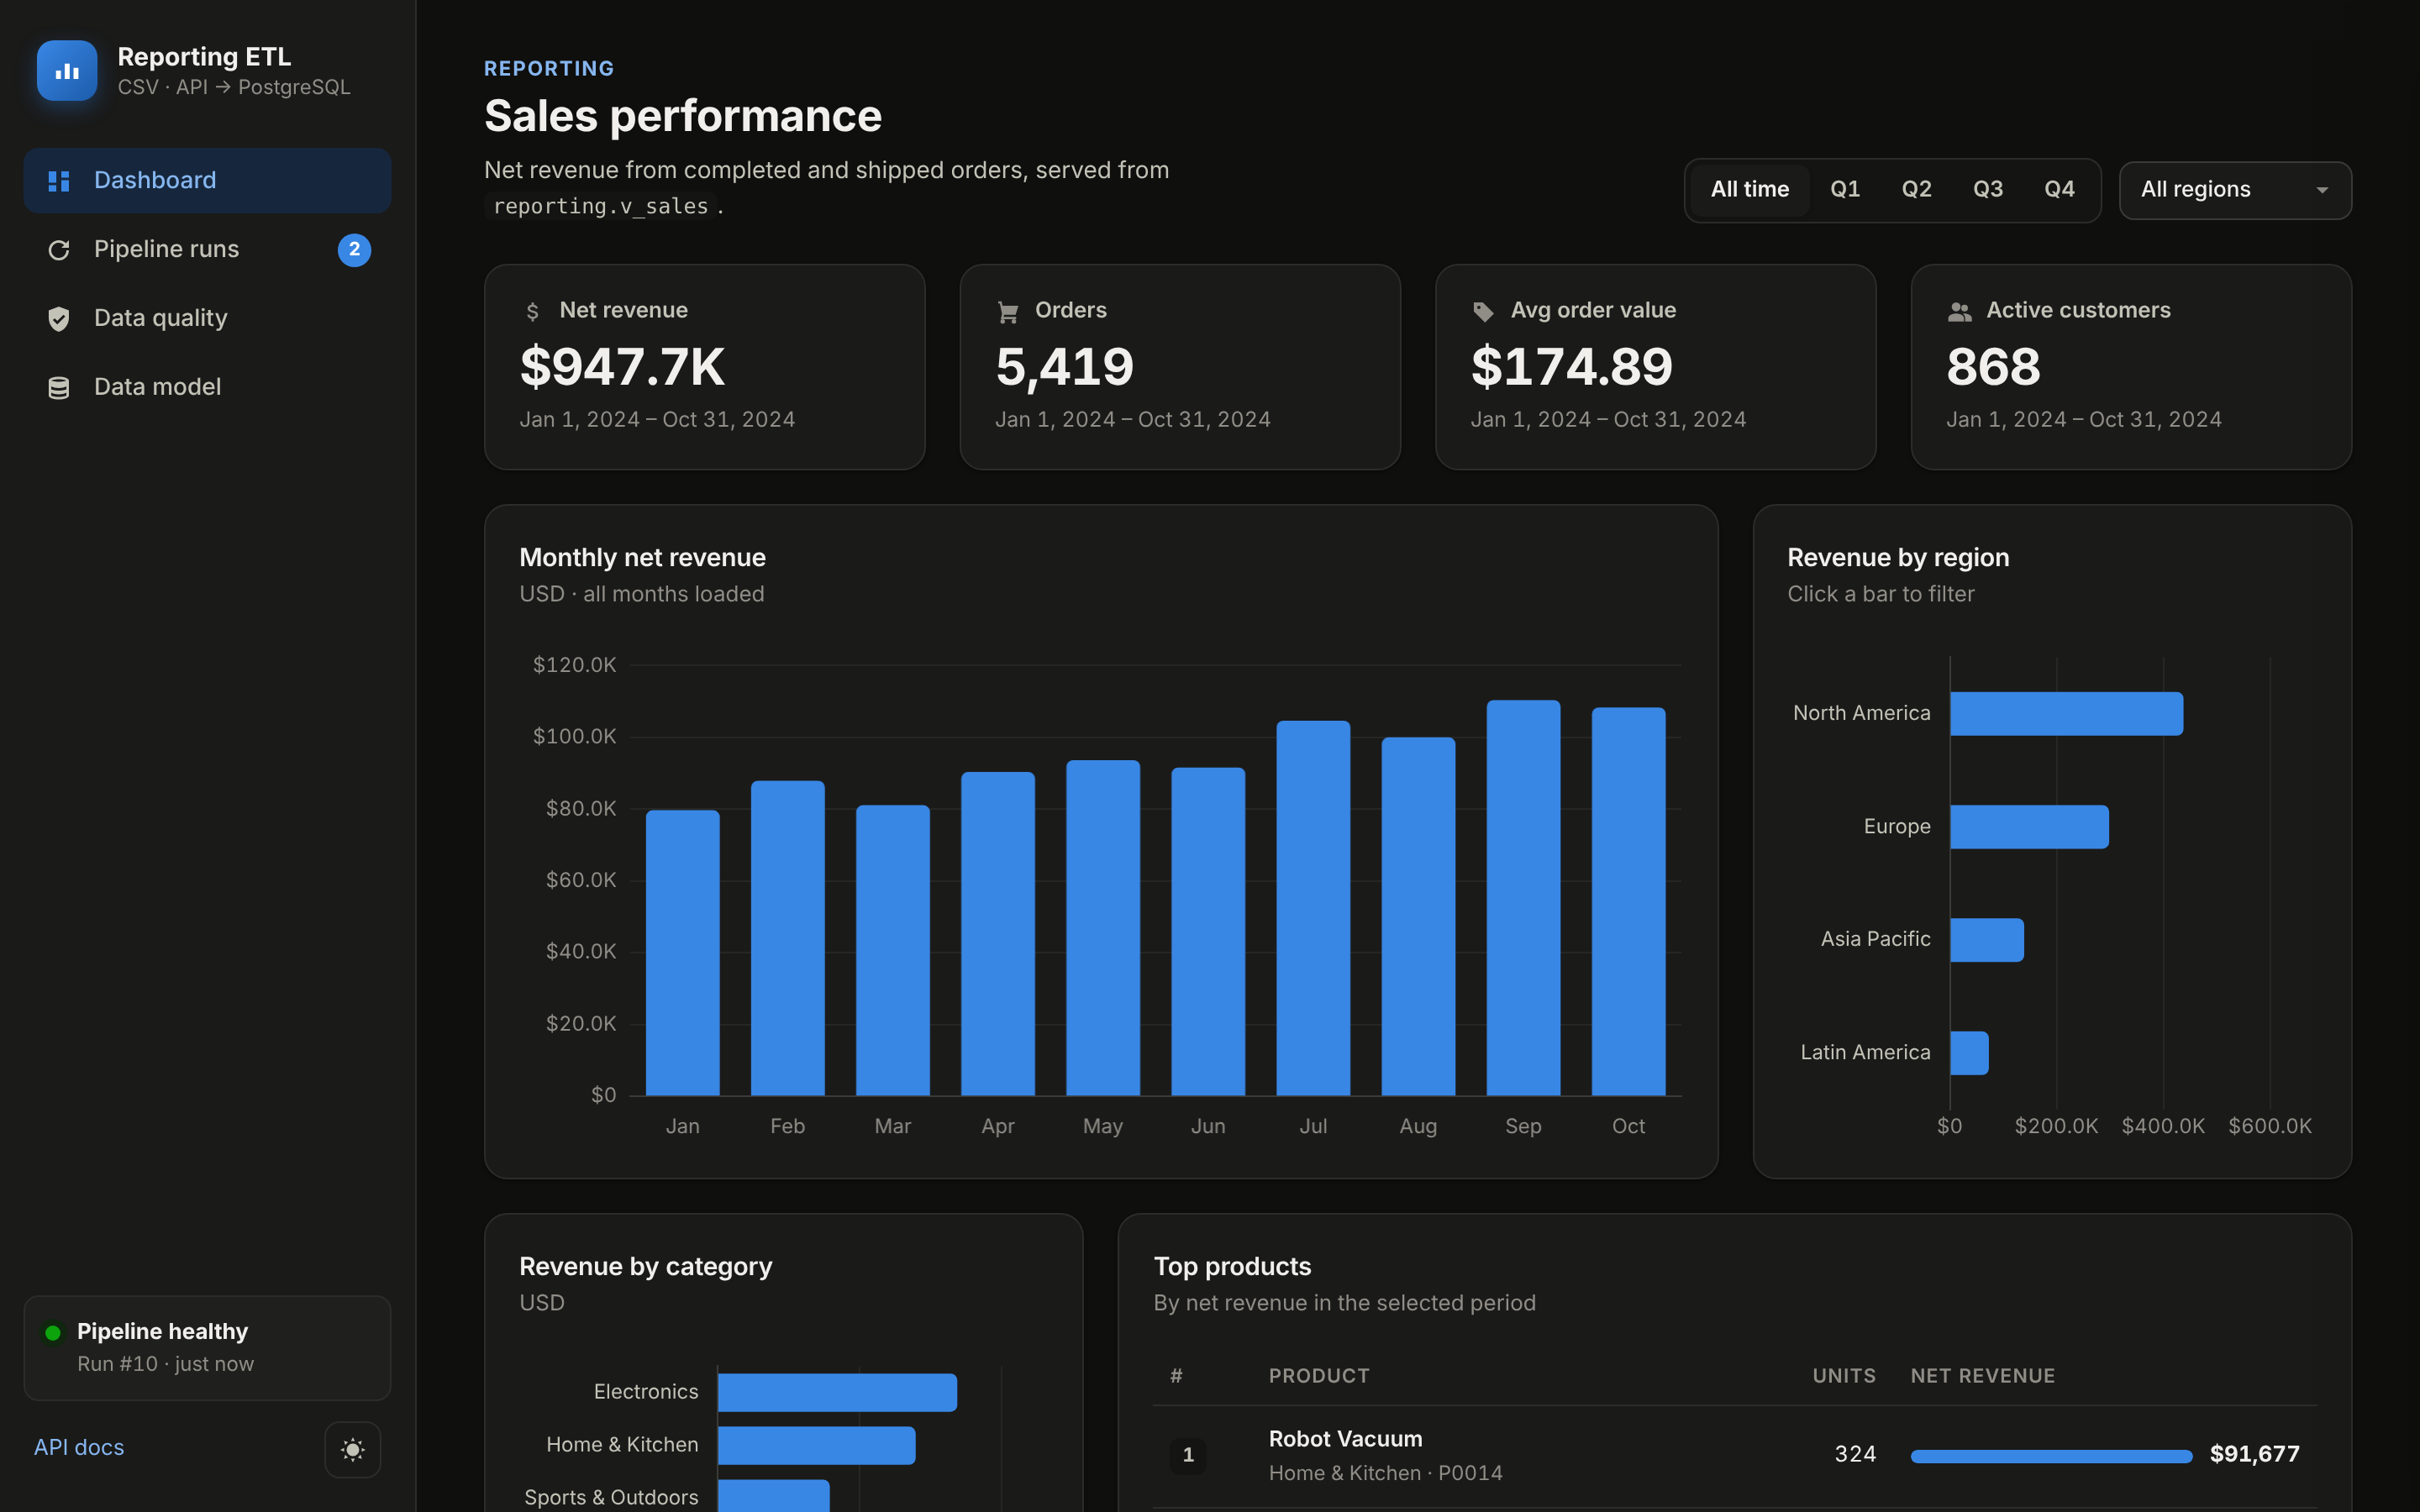 Reporting ETL
CSV · API → PostgreSQL
Dashboard
Pipeline runs
2
Data quality
Data model
Pipeline healthy
Run #10 · just now
API docs
REPORTING
Sales performance
Net revenue from completed and shipped orders, served from
reporting.v_sales.
All time Q1 Q2 Q3 Q4
All regions
Net revenue
$947.7K
Jan 1, 2024 – Oct 31, 2024
Orders
5,419
Jan 1, 2024 – Oct 31, 2024
Avg order value
$174.89
Jan 1, 2024 – Oct 31, 2024
Active customers
868
Jan 1, 2024 – Oct 31, 2024
Monthly net revenue
USD · all months loaded
$120.0K
$100.0K
$80.0K
$60.0K
$40.0K
$20.0K
$0
Jan Feb Mar Apr May Jun Jul Aug Sep Oct
Revenue by region
Click a bar to filter
North America
Europe
Asia Pacific
Latin America
$0 $200.0K $400.0K $600.0K
Revenue by category
USD
Electronics
Home & Kitchen
Sports & Outdoors
Top products
By net revenue in the selected period
# PRODUCT UNITS NET REVENUE
1 Robot Vacuum 324 $91,677
Home & Kitchen · P0014